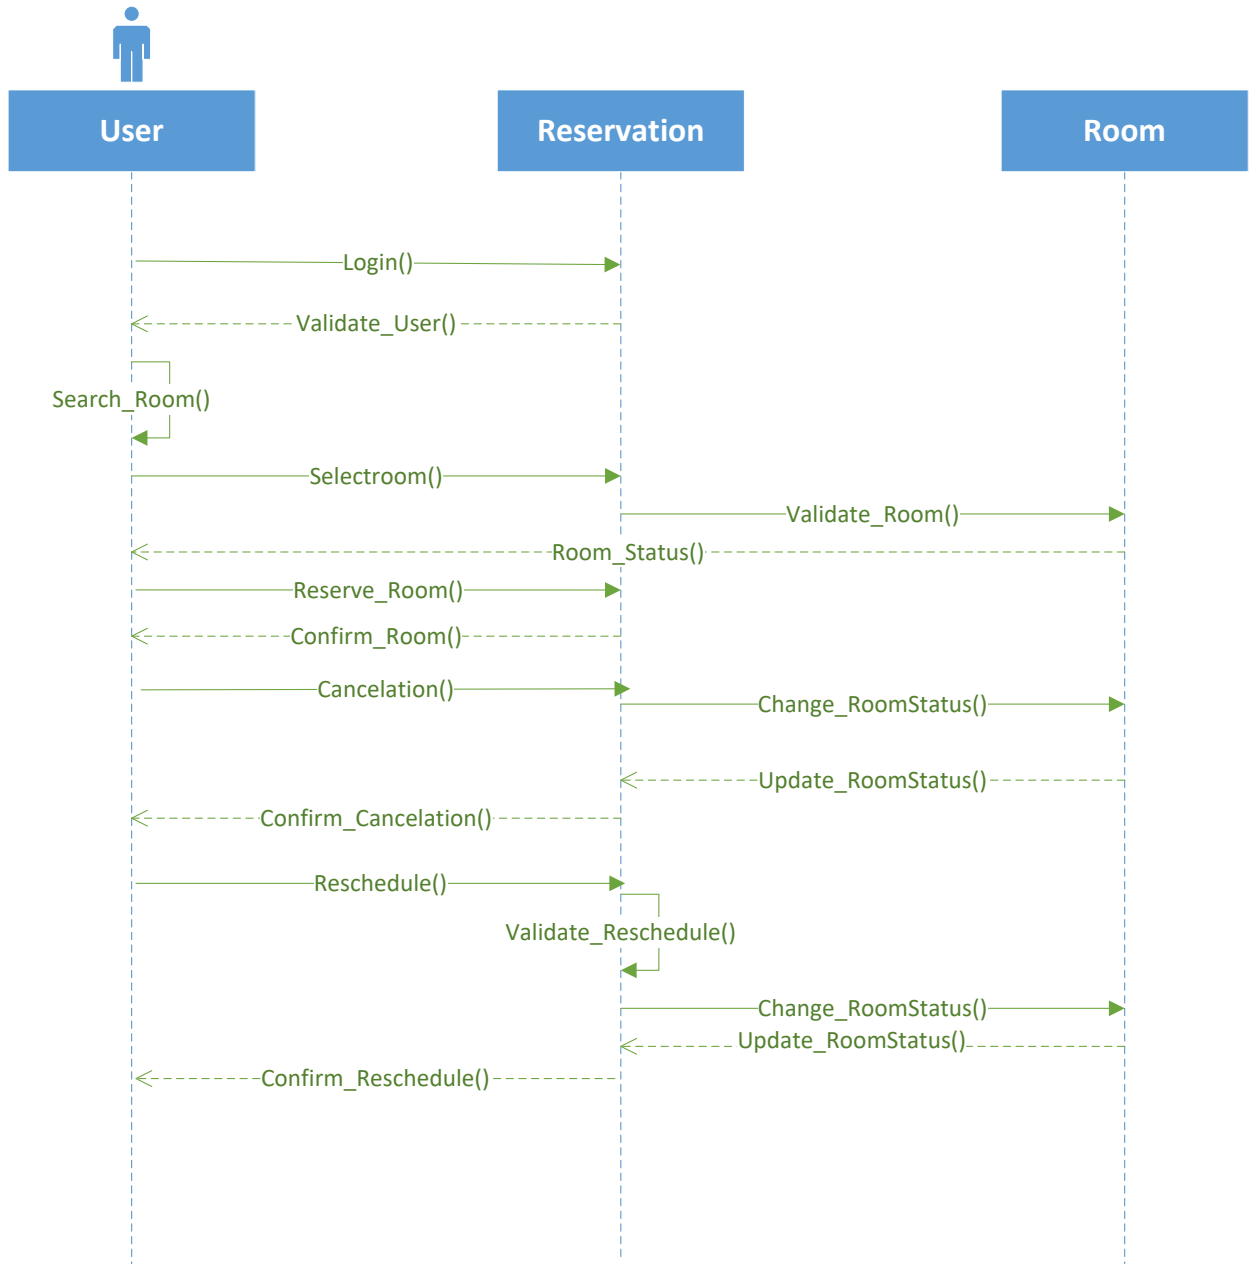 User
Reservation
Room
Login()
Validate_User()
Search_Room()
Selectroom()
Validate_Room()
Room_Status()
Reserve_Room()
Confirm_Room()
Cancelation()
Change_RoomStatus()
Update_RoomStatus()
Confirm_Cancelation()
Reschedule()
Validate_Reschedule()
Change_RoomStatus()
Update_RoomStatus()
Confirm_Reschedule()